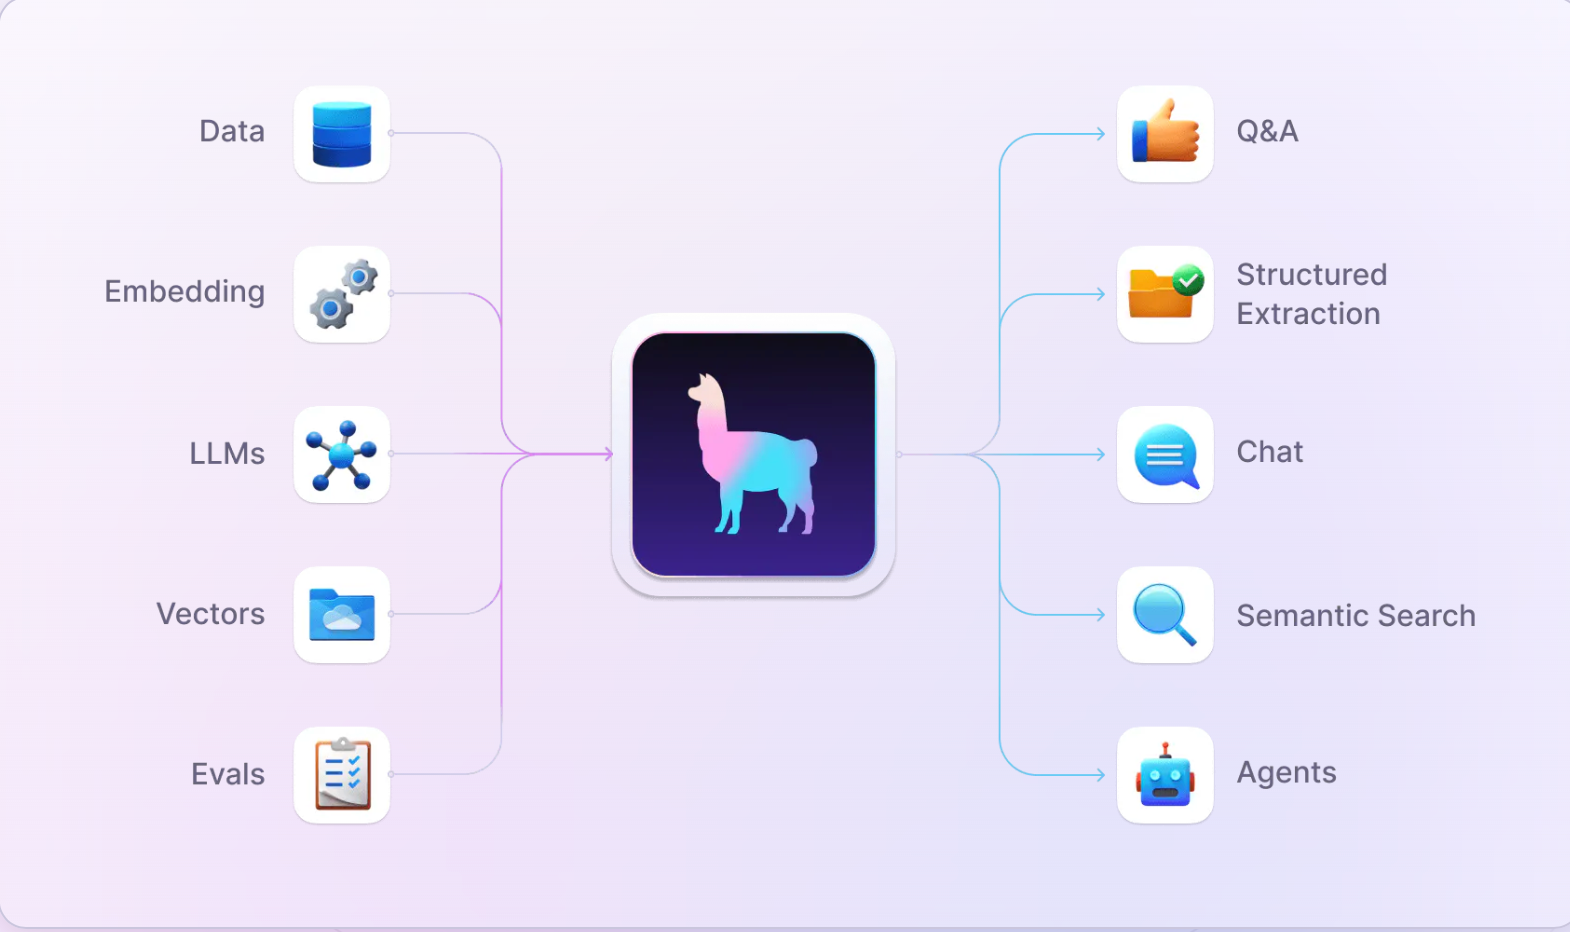 Data
Embedding
LLMs
Vectors
Evals
Q&A
Structured
Extraction
Chat
Semantic Search
Agents